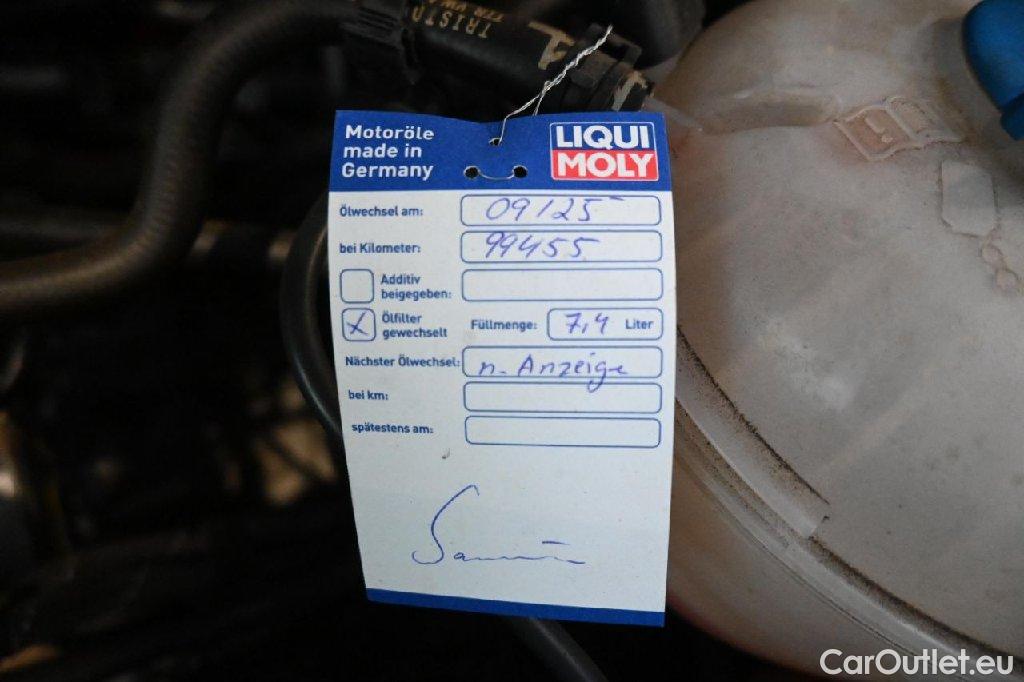 TRISTO
Motoröle
made in
Germany
LIQUI
MOLY
Ölwechsel am: 09/25
bei Kilometer: 99455
Additiv
beigegeben:
Ölfilter
gewechselt
X
Füllmenge: 7,4 Liter
Nächster Ölwechsel: n. Anzeige
bei km:
spätestens am:
CarOutlet.eu